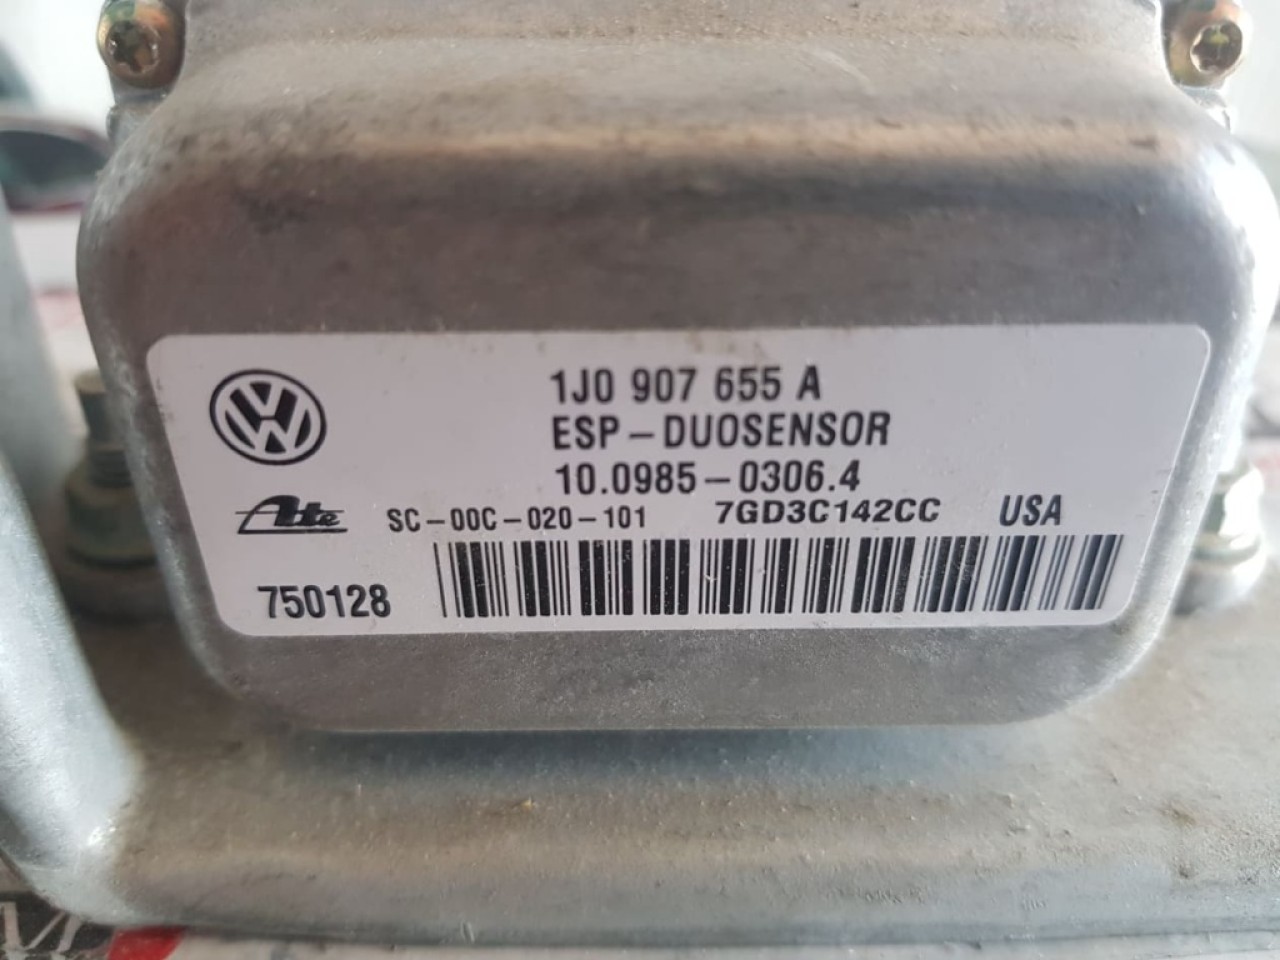 1J0 907 655 A
ESP-DUOSENSOR
10.0985-0306.4
Ate SC-00C-020-101 7GD3C142CC USA
750128